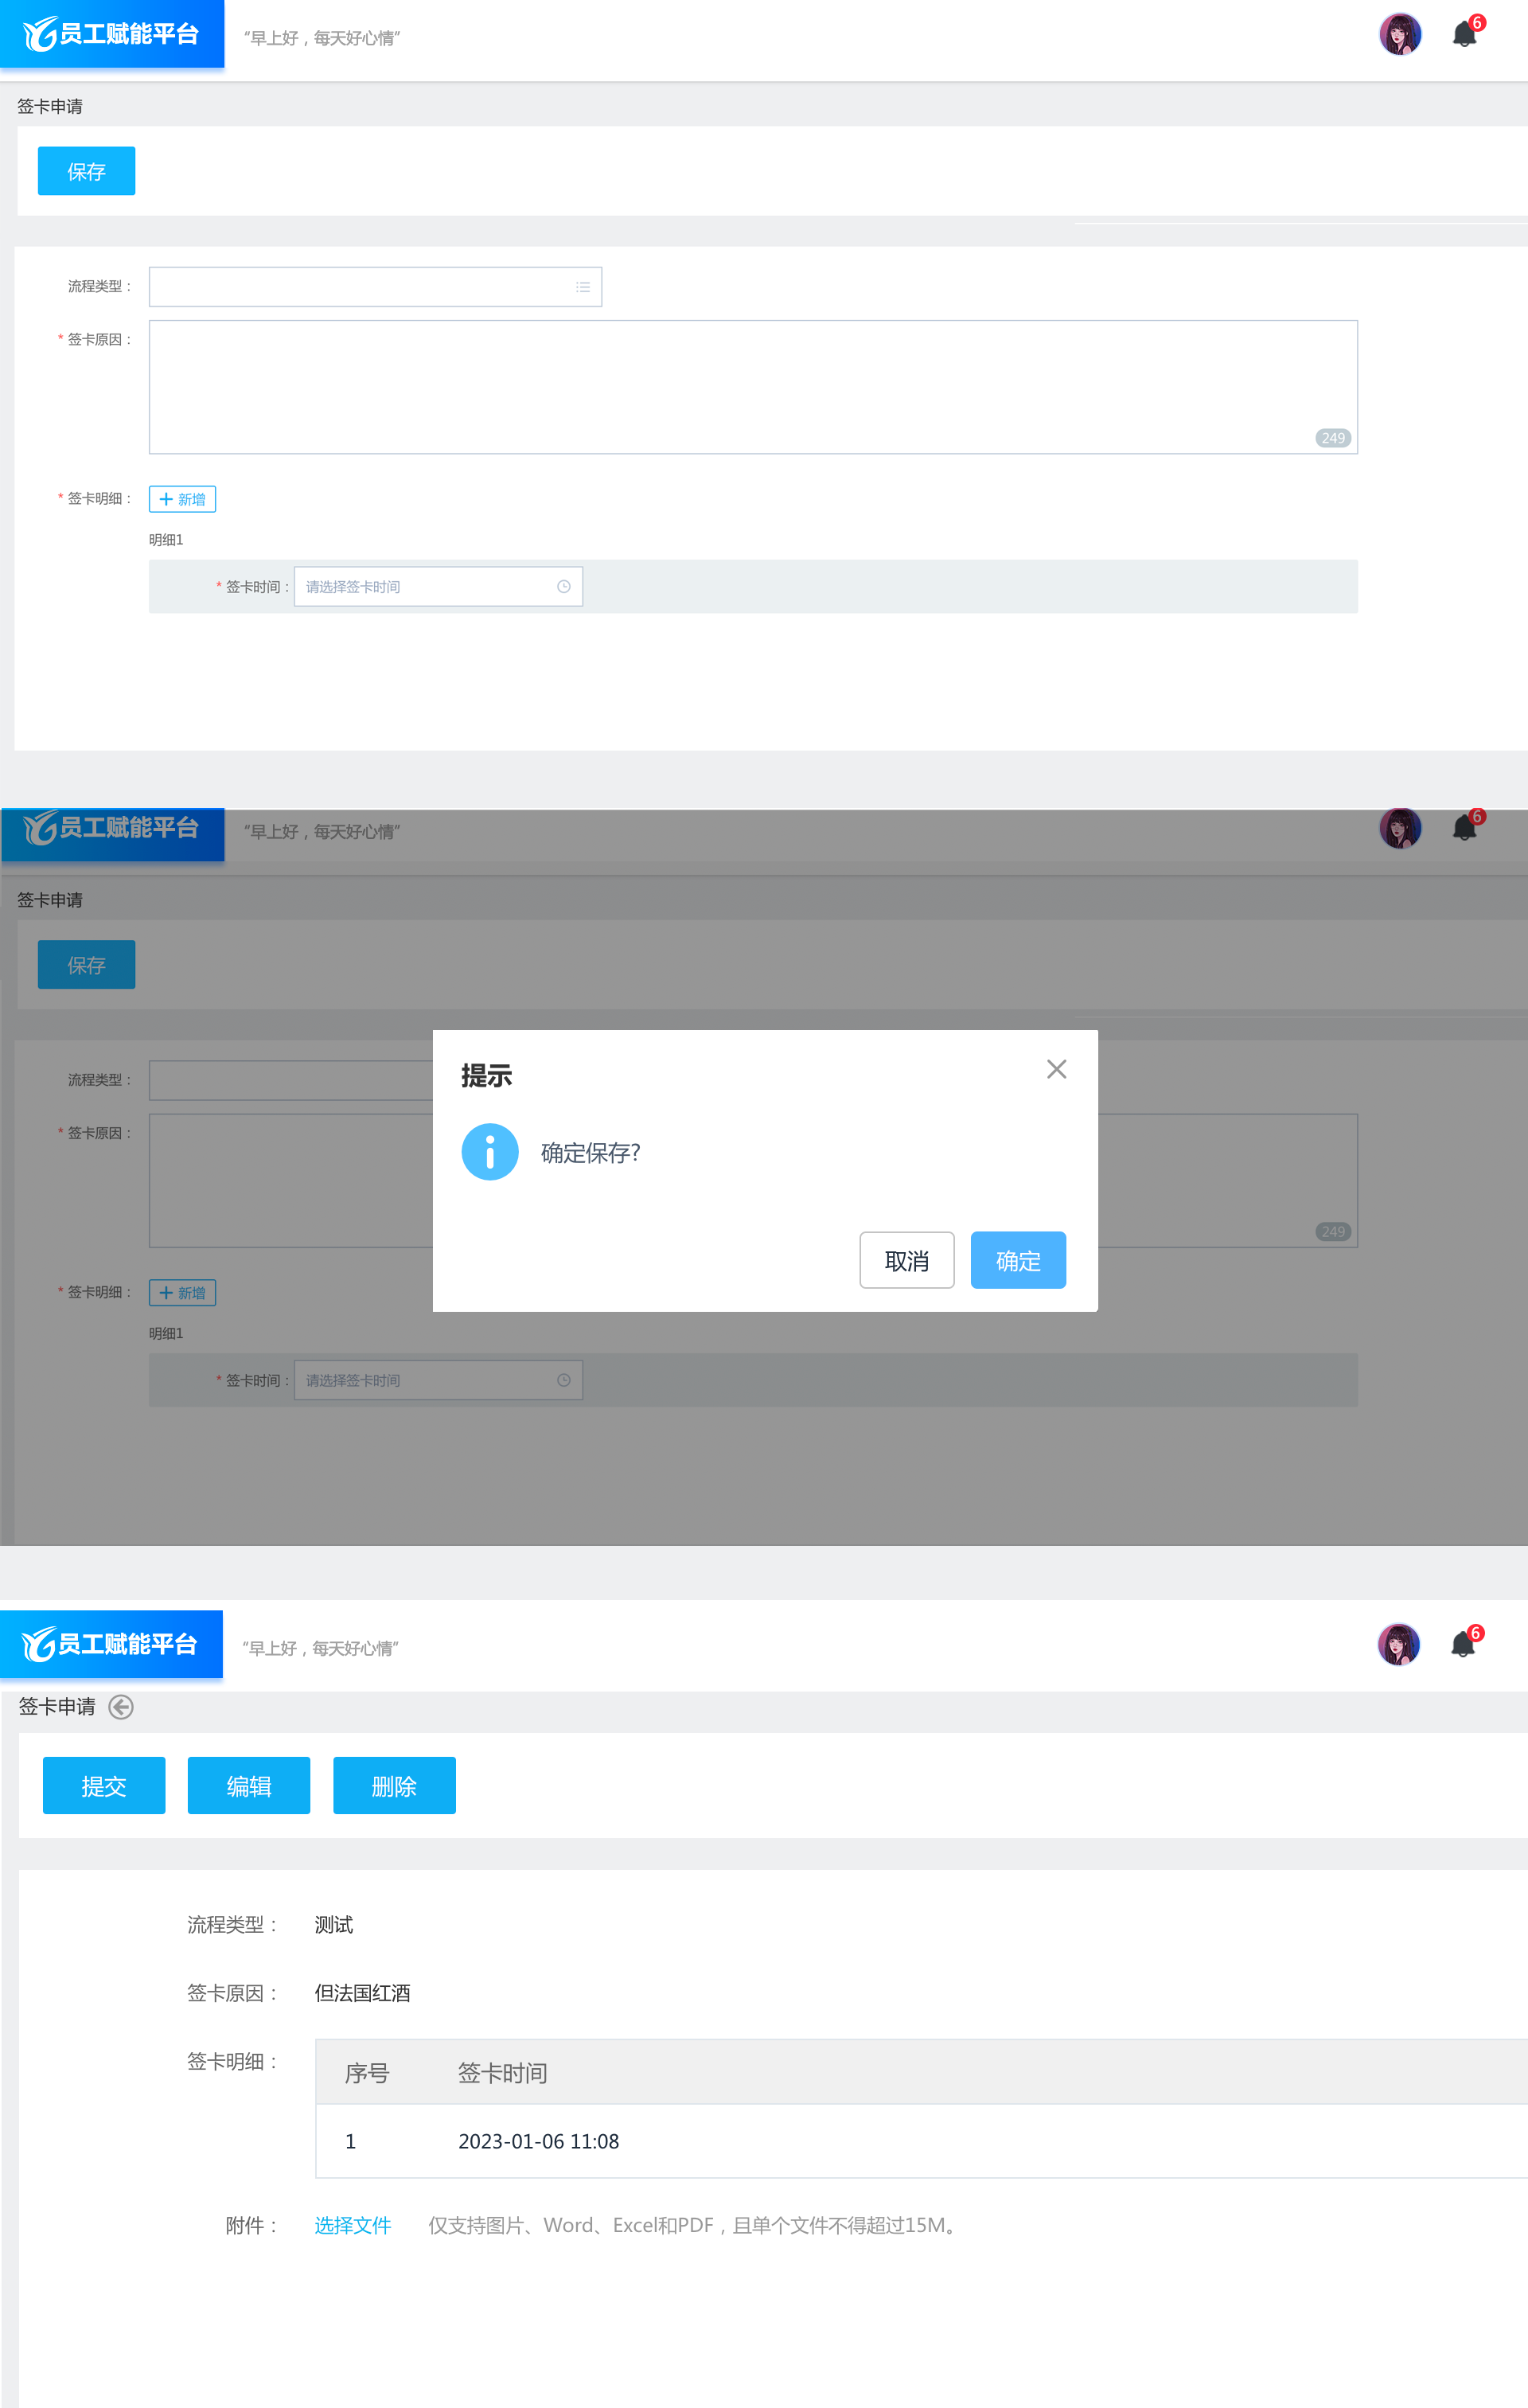 员工赋能平台 “早上好，每天好心情” 6
签卡申请
保存
流程类型：
* 签卡原因：
249
* 签卡明细： + 新增
明细1
* 签卡时间： 请选择签卡时间
员工赋能平台 “早上好，每天好心情” 6
签卡申请
保存
流程类型：
* 签卡原因：
249
* 签卡明细： + 新增
明细1
* 签卡时间： 请选择签卡时间
提示
确定保存?
取消 确定
员工赋能平台 “早上好，每天好心情” 6
签卡申请
提交 编辑 删除
流程类型： 测试
签卡原因： 但法国红酒
签卡明细： 序号 签卡时间
1 2023-01-06 11:08
附件： 选择文件 仅支持图片、Word、Excel和PDF，且单个文件不得超过15M。